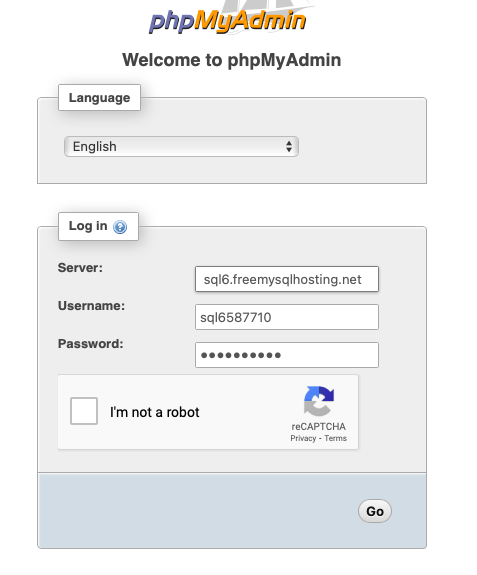 phpMyAdmin
Welcome to phpMyAdmin
Language
English
Log in
Server:
sql6.freemysqlhosting.net
Username:
sql6587710
Password:
••••••••••
I'm not a robot
reCAPTCHA
Privacy - Terms
Go